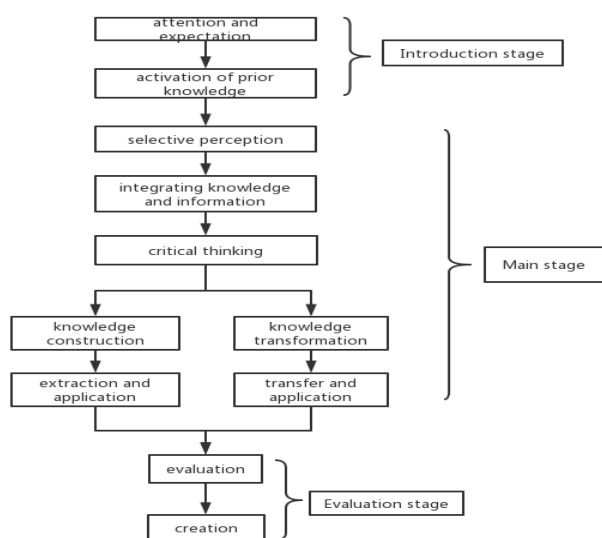 attention and
expectation
Introduction stage
activation of prior
knowledge
selective perception
integrating knowledge
and information
critical thinking
Main stage
knowledge
construction
knowledge
transformation
extraction and
application
transfer and
application
evaluation
Evaluation stage
creation